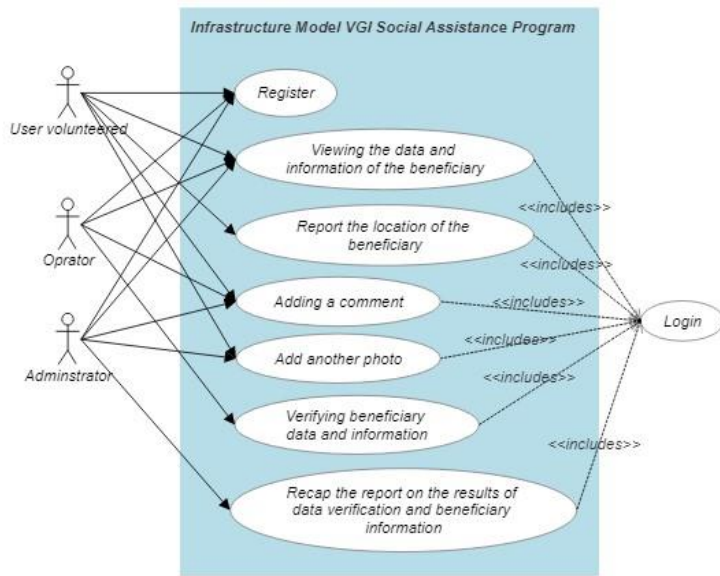 Infrastructure Model VGI Social Assistance Program
User volunteered
Register
Viewing the data and
information of the beneficiary
<<includes>>
Oprator
Report the location of the
beneficiary
<<includes>>
Adding a comment
<<includes>>
Login
Adminstrator
Add another photo
<<includes>>
<<includes>>
Verifying beneficiary
data and information
<<includes>>
Recap the report on the results of
data verification and beneficiary
information